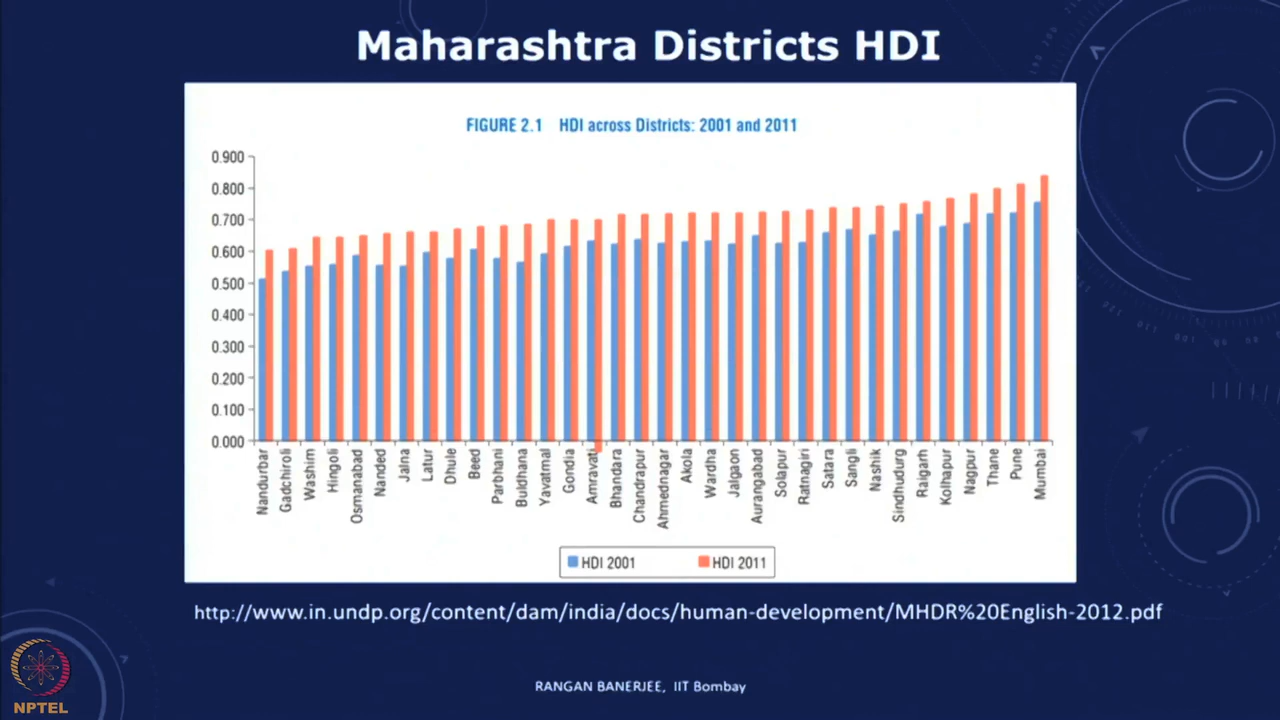 Maharashtra Districts HDI
FIGURE 2.1 HDI across Districts: 2001 and 2011
0.900
0.800
0.700
0.600
0.500
0.400
0.300
0.200
0.100
0.000
Nandurbar
Gadchiroli
Washim
Hingoli
Osmanabad
Nanded
Jalna
Latur
Dhule
Beed
Parbhani
Buldhana
Yavatmal
Gondia
Amravati
Bhandara
Chandrapur
Ahmednagar
Akola
Wardha
Jalgaon
Aurangabad
Solapur
Ratnagiri
Satara
Sangli
Nashik
Sindhudurg
Raigarh
Kolhapur
Nagpur
Thane
Pune
Mumbai
HDI 2001 HDI 2011
http://www.in.undp.org/content/dam/india/docs/human-development/MHDR%20English-2012.pdf
RANGAN BANERJEE, IIT Bombay
NPTEL